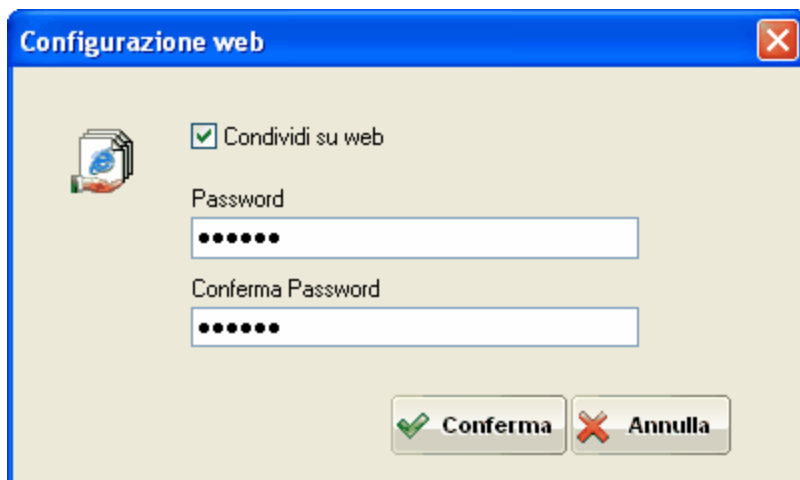 Configurazione web
Condividi su web
Password
●●●●●●
Conferma Password
●●●●●●
Conferma Annulla